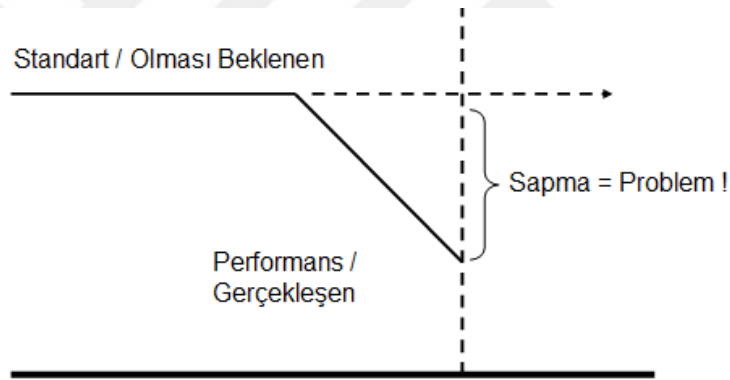 Standart / Olması Beklenen
Sapma = Problem !
Performans /
Gerçekleşen